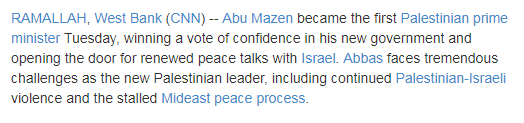 RAMALLAH, West Bank (CNN) -- Abu Mazen became the first Palestinian prime
minister Tuesday, winning a vote of confidence in his new government and
opening the door for renewed peace talks with Israel. Abbas faces tremendous
challenges as the new Palestinian leader, including continued Palestinian-Israeli
violence and the stalled Mideast peace process.